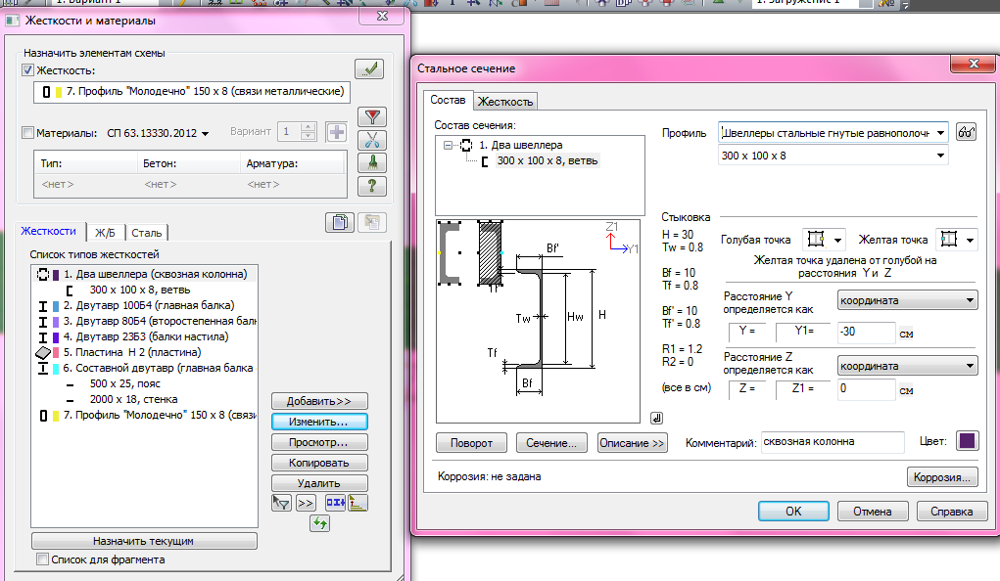 1. Вариант 1
1. Загружение 1
Жесткости и материалы
Назначить элементам схемы
Жесткость:
7. Профиль "Молодечно" 150 x 8 (связи металлические)
Материалы: СП 63.13330.2012 Вариант 1
Тип: Бетон: Арматура:
<нет> <нет> <нет>
Жесткости Ж/Б Сталь
Список типов жесткостей
1. Два швеллера (сквозная колонна)
300 x 100 x 8, ветвь
2. Двутавр 100Б4 (главная балка)
3. Двутавр 80Б4 (второстепенная бал
4. Двутавр 23Б3 (балки настила)
5. Пластина H 2 (пластина)
6. Составной двутавр (главная балка
500 x 25, пояс
2000 x 18, стенка
7. Профиль "Молодечно" 150 x 8 (связи
Добавить>>
Изменить...
Просмотр...
Копировать
Удалить
>>
Назначить текущим
Список для фрагмента
Стальное сечение
Состав Жесткость
Состав сечения:
1. Два швеллера
300 x 100 x 8, ветвь
Профиль Швеллеры стальные гнутые равнополочн
300 x 100 x 8
Z1
Y1
Bf'
Tf'
Tw
Hw
H
Tf
Bf
Стыковка
H = 30
Tw = 0.8
Bf = 10
Tf = 0.8
Bf' = 10
Tf' = 0.8
R1 = 1.2
R2 = 0
(все в см)
Голубая точка Желтая точка
Желтая точка удалена от голубой на
расстояния Y и Z
Расстояние Y
определяется как координата
Y = Y1= -30 см
Расстояние Z
определяется как координата
Z = Z1 = 0 см
Поворот Сечение... Описание >> Комментарий: сквозная колонна Цвет:
Коррозия: не задана Коррозия...
OK Отмена Справка